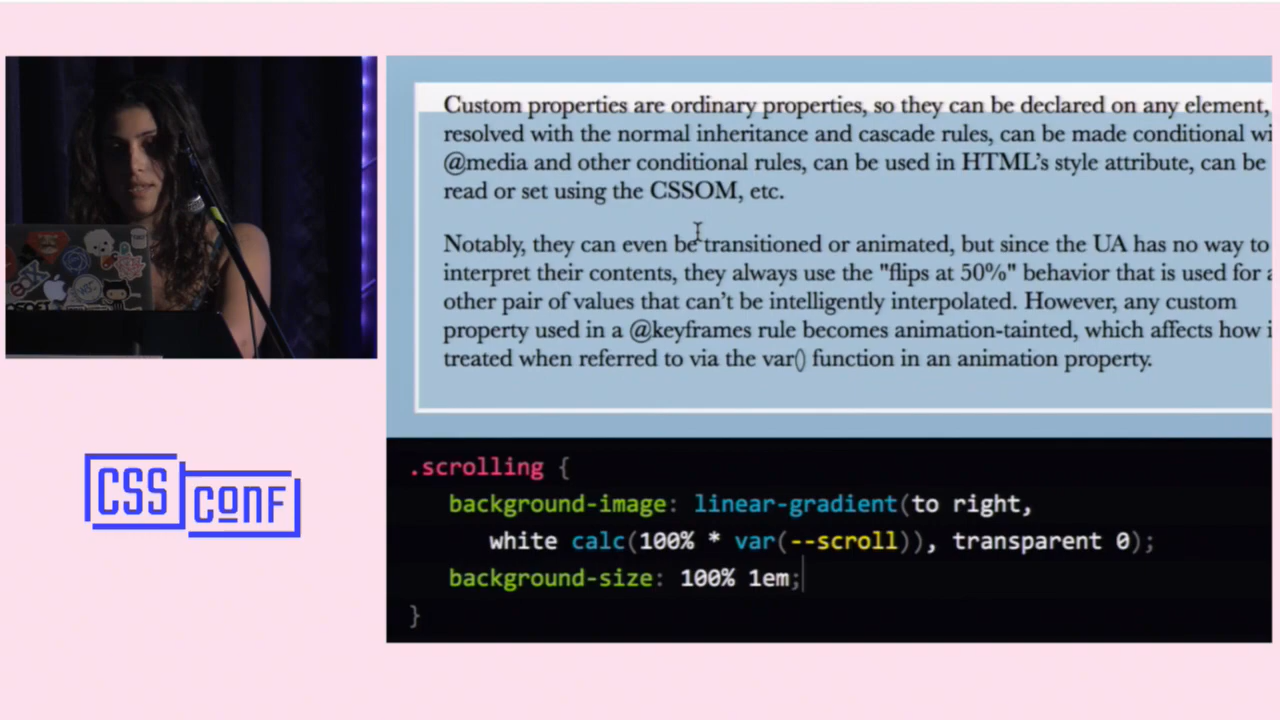 Custom properties are ordinary properties, so they can be declared on any element,
resolved with the normal inheritance and cascade rules, can be made conditional wi
@media and other conditional rules, can be used in HTML’s style attribute, can be
read or set using the CSSOM, etc.
Notably, they can even be transitioned or animated, but since the UA has no way to
interpret their contents, they always use the "flips at 50%" behavior that is used for a
other pair of values that can’t be intelligently interpolated. However, any custom
property used in a @keyframes rule becomes animation-tainted, which affects how i
treated when referred to via the var() function in an animation property.
CSS
CONF
.scrolling {
background-image: linear-gradient(to right,
white calc(100% * var(--scroll)), transparent 0);
background-size: 100% 1em;
}